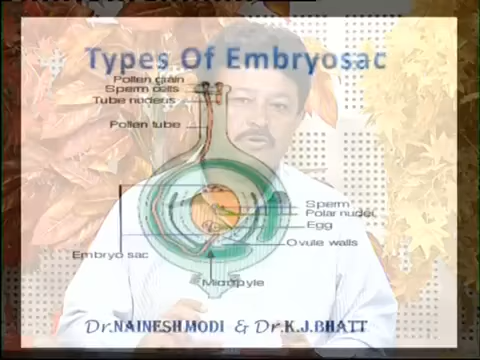 Types Of Embryosac
Pollen grain
Sperm cells
Tube nucleus
Pollen tube
Sperm
Polar nuclei
Egg
Ovule walls
Embryo sac
Micropyle
Dr.NAINESH MODI & Dr.K.J.BHATT